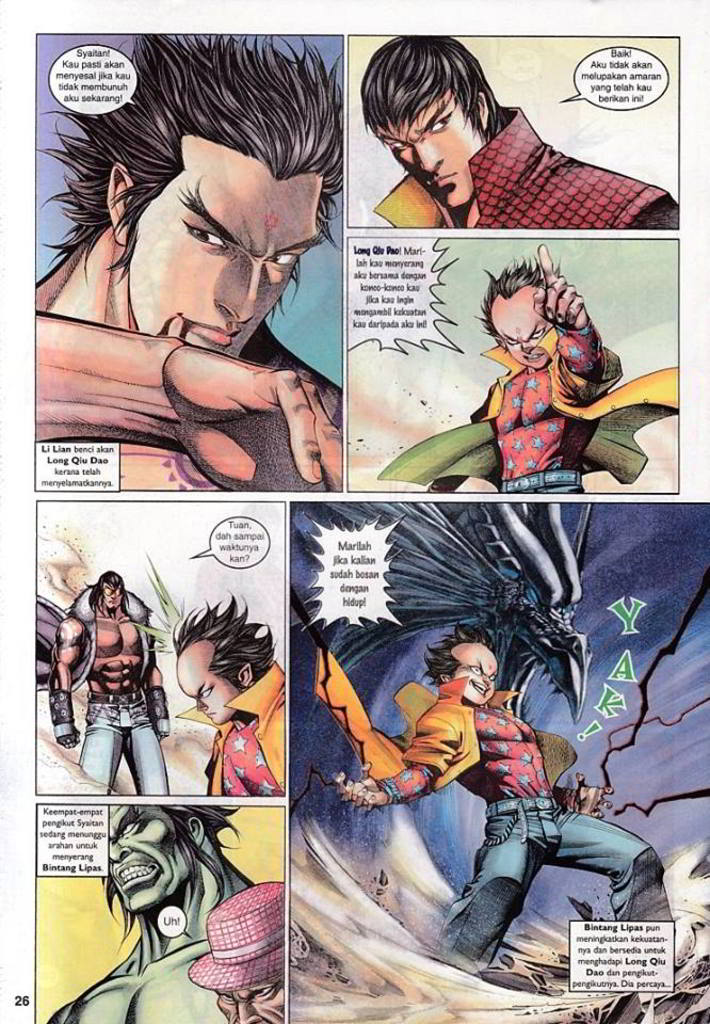 Syaitan!
Kau pasti akan
menyesal jika kau
tidak membunuh
aku sekarang!
Li Lian benci akan
Long Qiu Dao
kerana telah
menyelamatkannya.
Baik!
Aku tidak akan
melupakan amaran
yang telah kau
berikan ini!
Long Qiu Dao! Mari-
lah kau menyerang
aku bersama dengan
konco-konco kau
jika kau ingin
mengambil kekuatan
kau daripada aku ini!
Tuan,
dah sampai
waktunya
kan?
Keempat-empat
pengikut Syaitan
sedang menunggu
arahan untuk
menyerang
Bintang Lipas.
Uh!
Marilah
jika kalian
sudah bosan
dengan
hidup!
YAK!
Bintang Lipas pun
meningkatkan kekuatan-
nya dan bersedia untuk
menghadapi Long Qiu
Dao dan pengikut-
pengikutnya. Dia percaya...
26